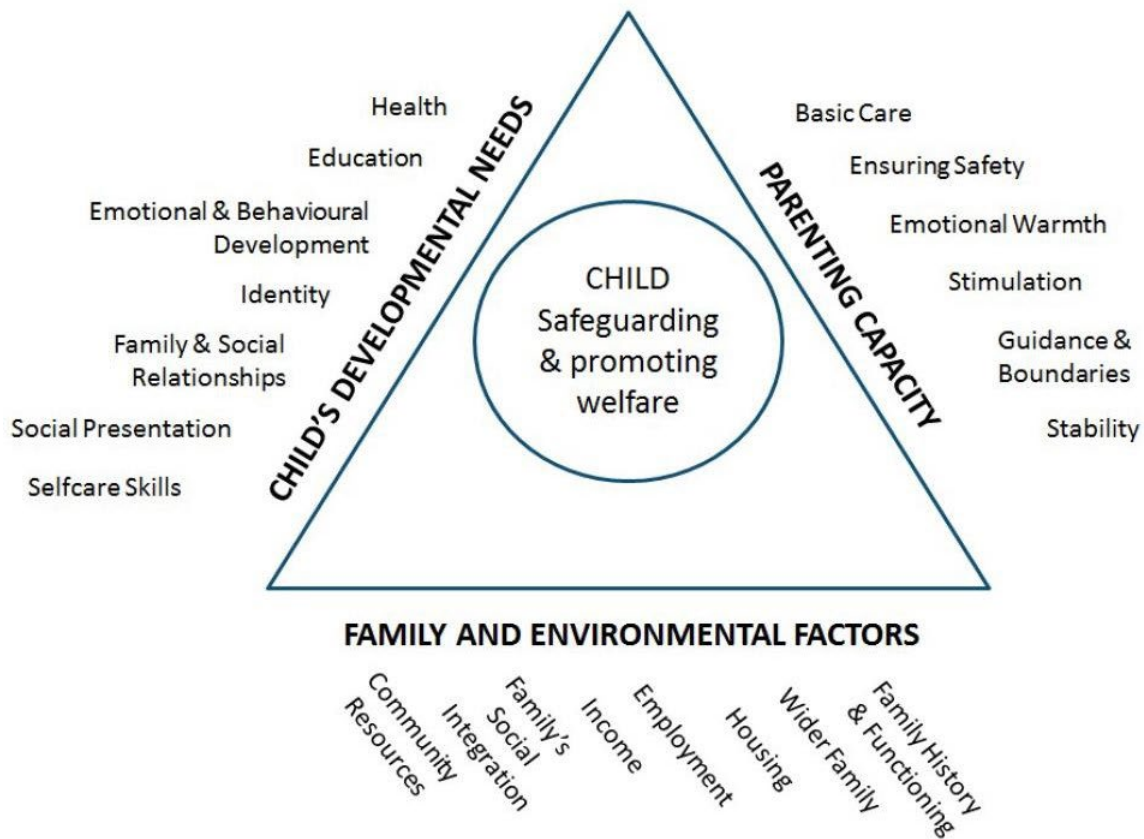 Health
Education
Emotional & Behavioural
Development
Identity
Family & Social
Relationships
Social Presentation
Selfcare Skills
CHILD'S DEVELOPMENTAL NEEDS
CHILD
Safeguarding
& promoting
welfare
PARENTING CAPACITY
Basic Care
Ensuring Safety
Emotional Warmth
Stimulation
Guidance &
Boundaries
Stability
FAMILY AND ENVIRONMENTAL FACTORS
Community
Resources
Family's
Social
Integration
Income
Employment
Housing
Wider Family
Family History
& Functioning